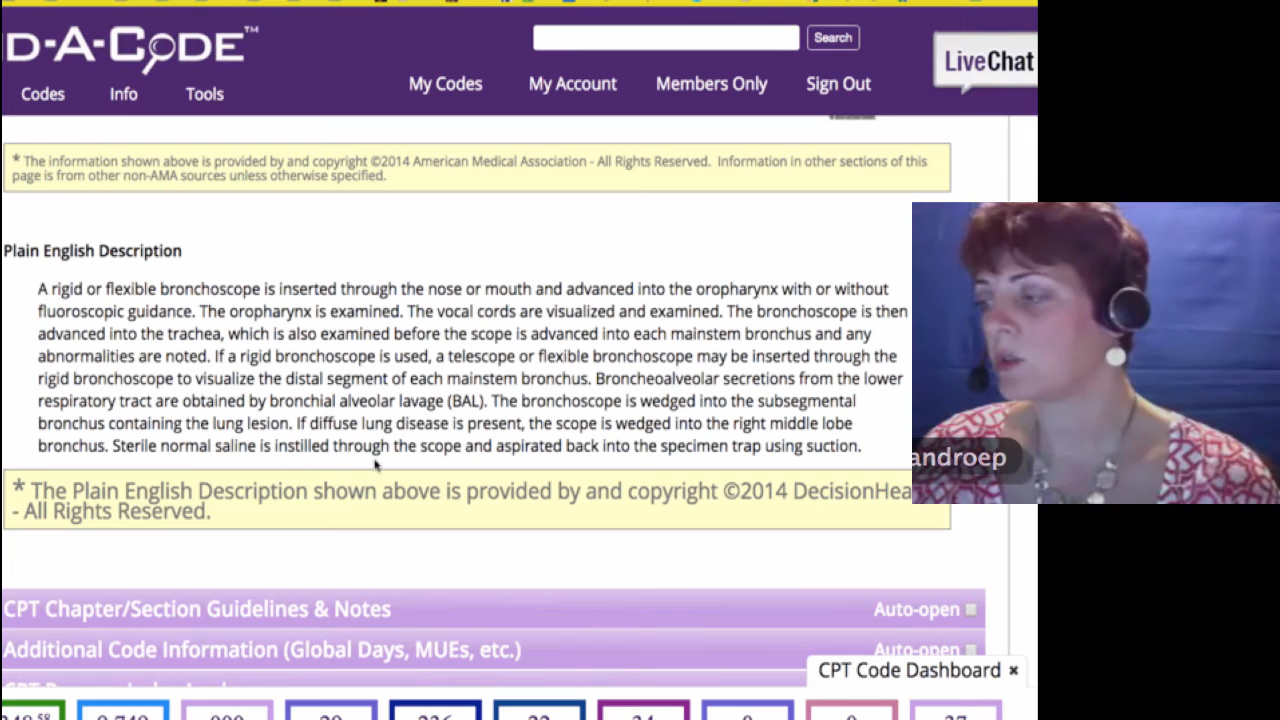 D-A-CODE™
Search
LiveChat
Codes Info Tools
My Codes My Account Members Only Sign Out
* The information shown above is provided by and copyright ©2014 American Medical Association - All Rights Reserved. Information in other sections of this
page is from other non-AMA sources unless otherwise specified.
Plain English Description
A rigid or flexible bronchoscope is inserted through the nose or mouth and advanced into the oropharynx with or without
fluoroscopic guidance. The oropharynx is examined. The vocal cords are visualized and examined. The bronchoscope is then
advanced into the trachea, which is also examined before the scope is advanced into each mainstem bronchus and any
abnormalities are noted. If a rigid bronchoscope is used, a telescope or flexible bronchoscope may be inserted through the
rigid bronchoscope to visualize the distal segment of each mainstem bronchus. Broncheoalveolar secretions from the lower
respiratory tract are obtained by bronchial alveolar lavage (BAL). The bronchoscope is wedged into the subsegmental
bronchus containing the lung lesion. If diffuse lung disease is present, the scope is wedged into the right middle lobe
bronchus. Sterile normal saline is instilled through the scope and aspirated back into the specimen trap using suction.
androep
* The Plain English Description shown above is provided by and copyright ©2014 DecisionHea
- All Rights Reserved.
CPT Chapter/Section Guidelines & Notes Auto-open
Additional Code Information (Global Days, MUEs, etc.) Auto-open
CPT Code Dashboard ×